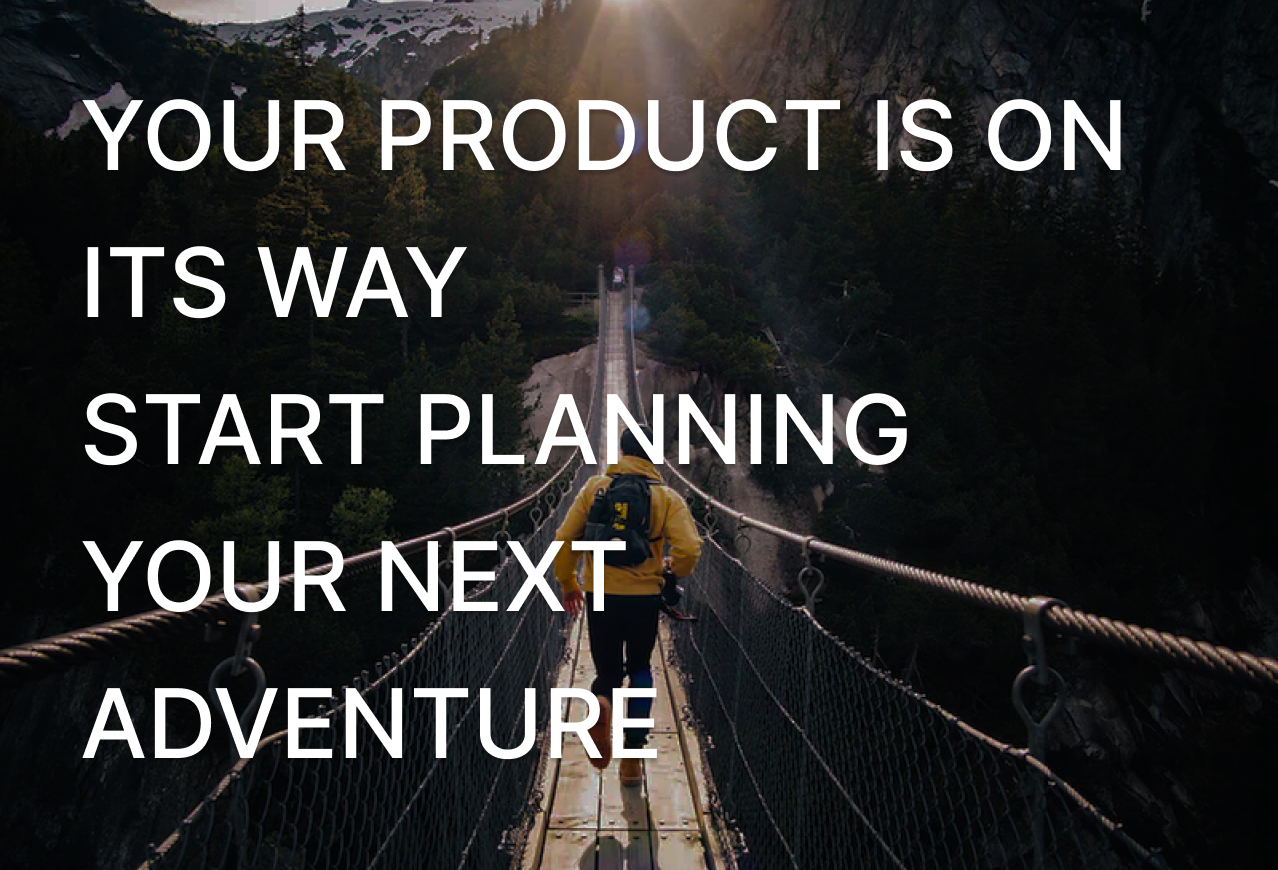 YOUR PRODUCT IS ON
ITS WAY
START PLANNING
YOUR NEXT
ADVENTURE